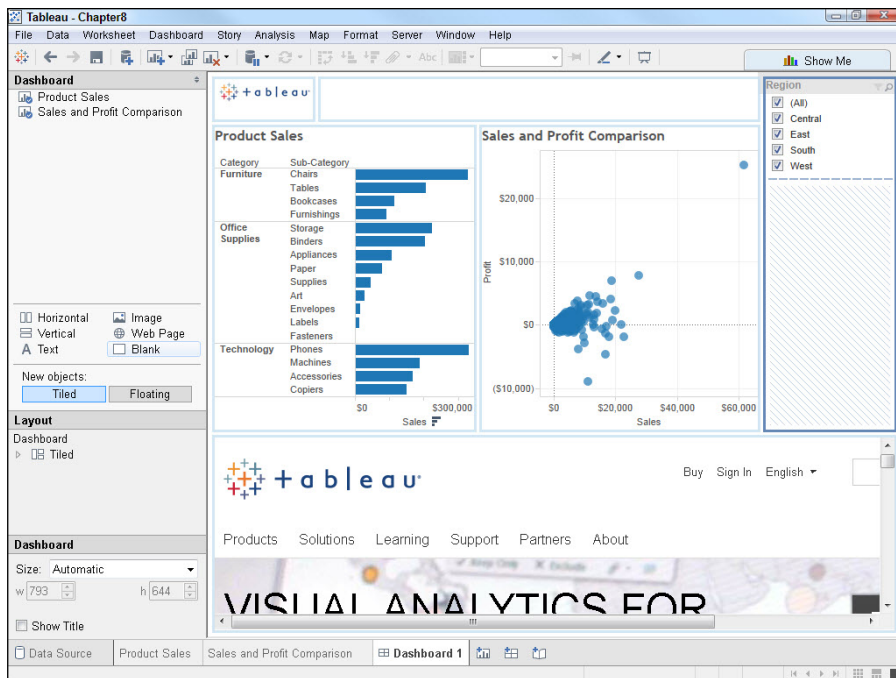 Tableau - Chapter8
File Data Worksheet Dashboard Story Analysis Map Format Server Window Help
Abc
Show Me
Dashboard
Product Sales
Sales and Profit Comparison
Horizontal Image
Vertical Web Page
A Text Blank
New objects:
Tiled Floating
Layout
Dashboard
Tiled
Dashboard
Size: Automatic
w 793 h 644
Show Title
+ a b l e a u
Product Sales
Category Sub-Category
Furniture Chairs
Tables
Bookcases
Furnishings
Office Supplies Storage
Binders
Appliances
Paper
Supplies
Art
Envelopes
Labels
Fasteners
Technology Phones
Machines
Accessories
Copiers
$0 $300,000
Sales
Sales and Profit Comparison
$20,000
$10,000
$0
($10,000)
Profit
$0 $20,000 $40,000 $60,000
Sales
Region
(All)
Central
East
South
West
+ a b l e a u
Buy Sign In English
Products Solutions Learning Support Partners About
Keep Only X Exclude
VISUAL ANALYTICS FOR
Data Source Product Sales Sales and Profit Comparison Dashboard 1